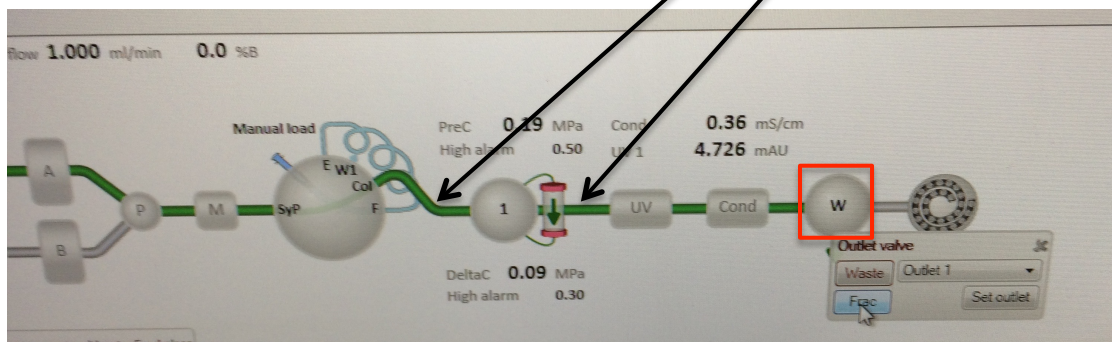 flow 1.000 ml/min 0.0 %B
Manual load
PreC 0.19 MPa
High alarm 0.50
Cond 0.36 mS/cm
UV 1 4.726 mAU
A
B
P
M
SyP
E W1
Col
F
1
UV
Cond
W
DeltaC 0.09 MPa
High alarm 0.30
Outlet valve
Waste Outlet 1
Frac Set outlet